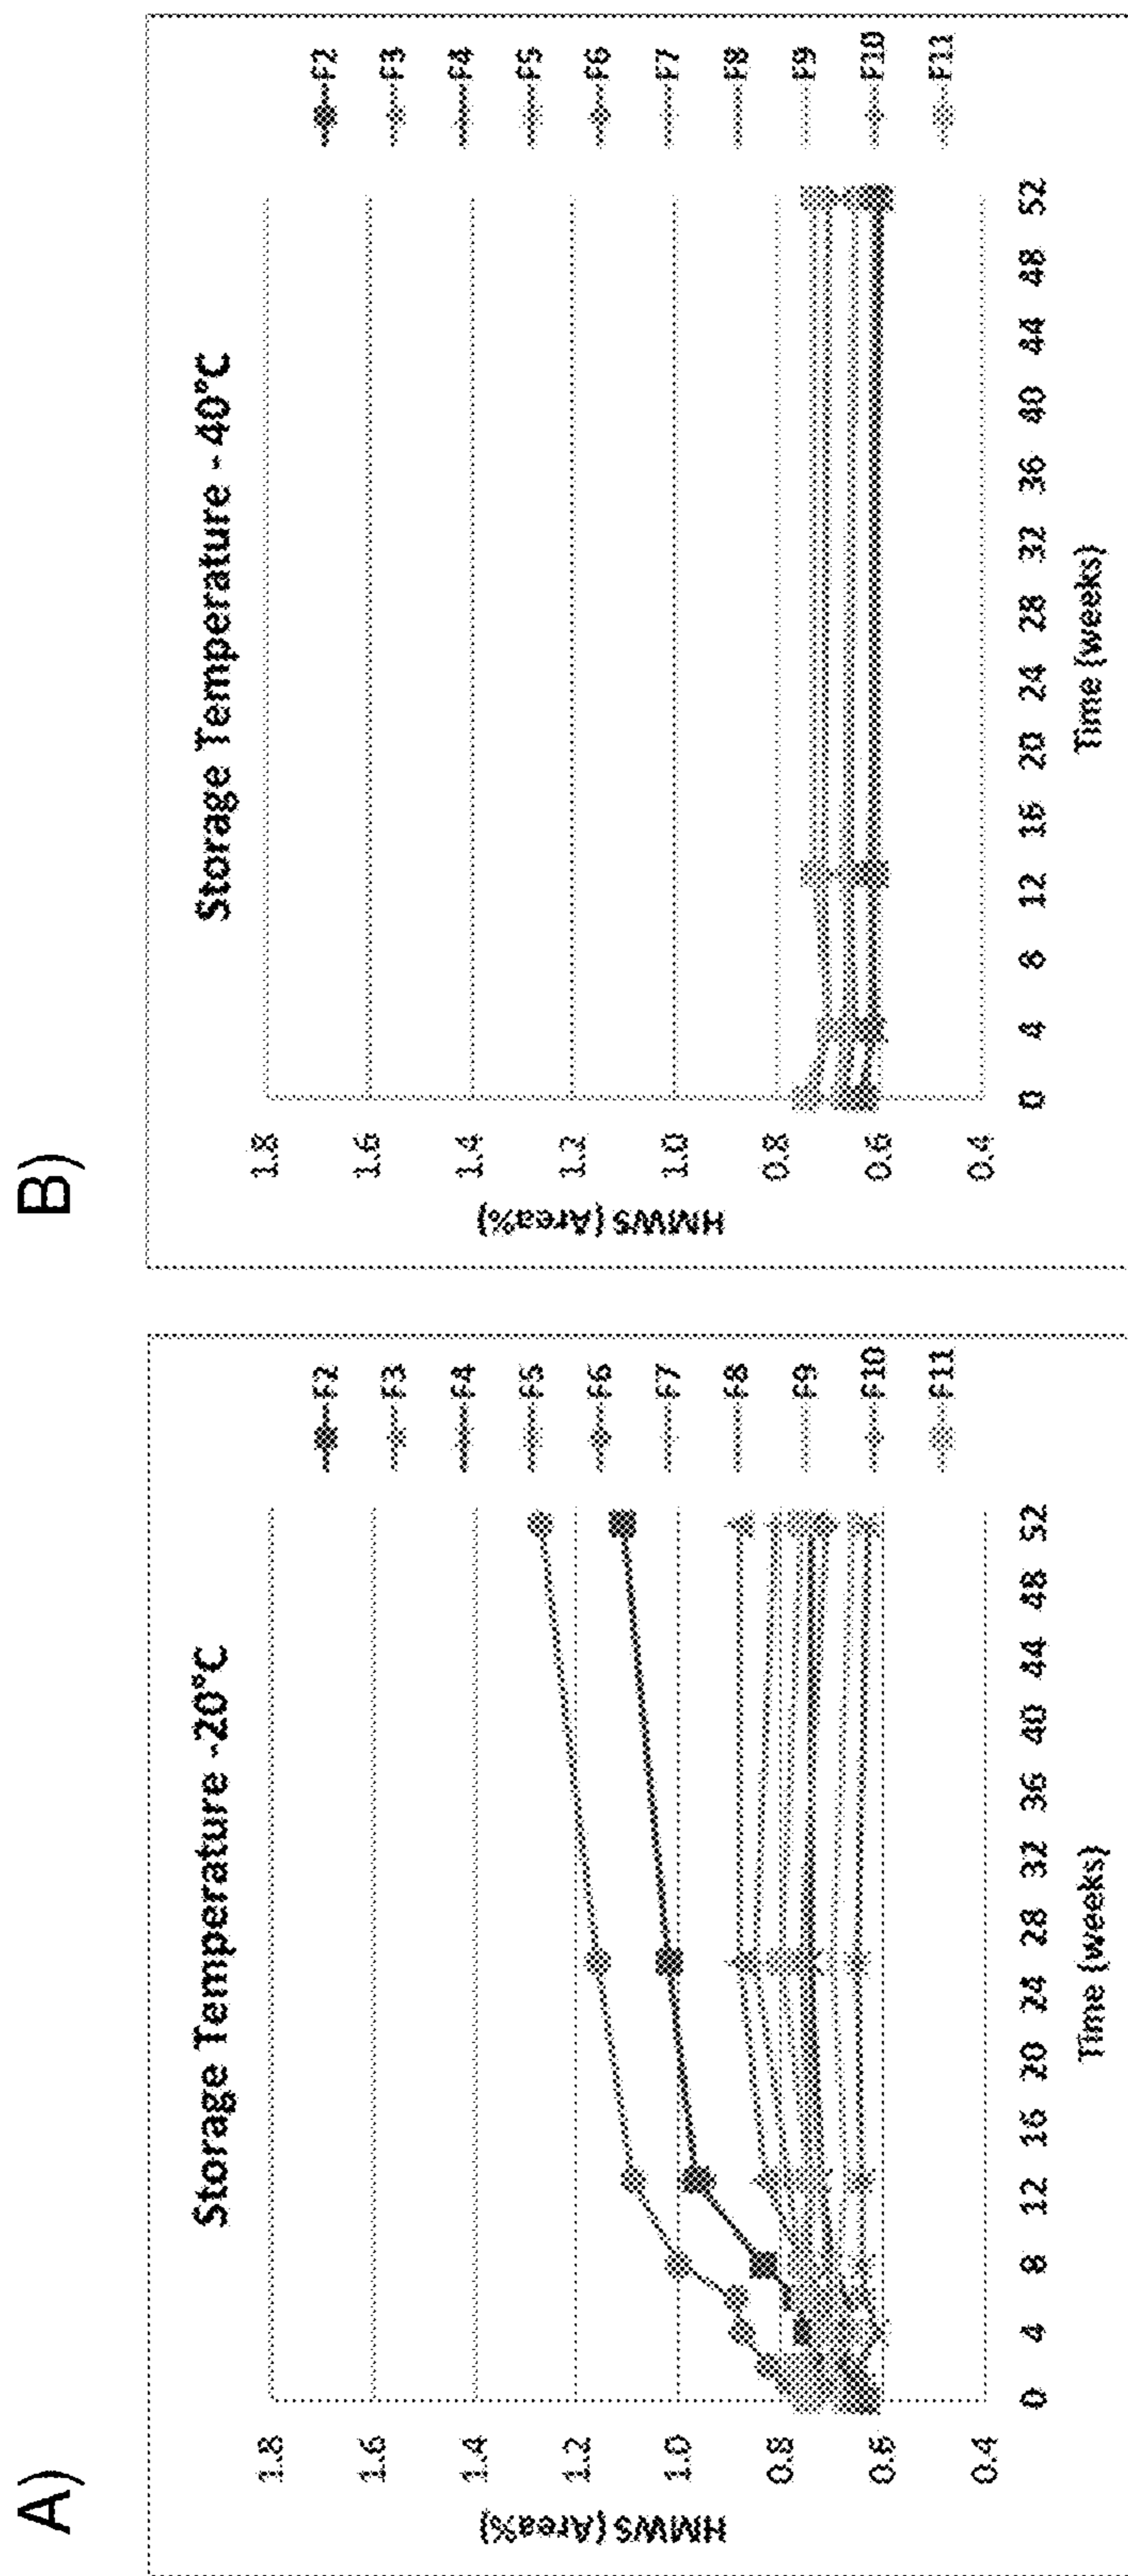 A)
Storage Temperature -20°C
HMWS (Area%)
1.8
1.6
1.4
1.2
1.0
0.8
0.6
0.4
0 4 8 12 16 20 24 28 32 36 40 44 48 52
Time (weeks)
F2
F3
F4
F5
F6
F7
F8
F9
F10
F11
B)
Storage Temperature - 40°C
HMWS (Area%)
1.8
1.6
1.4
1.2
1.0
0.8
0.6
0.4
0 4 8 12 16 20 24 28 32 36 40 44 48 52
Time (weeks)
F2
F3
F4
F5
F6
F7
F8
F9
F10
F11